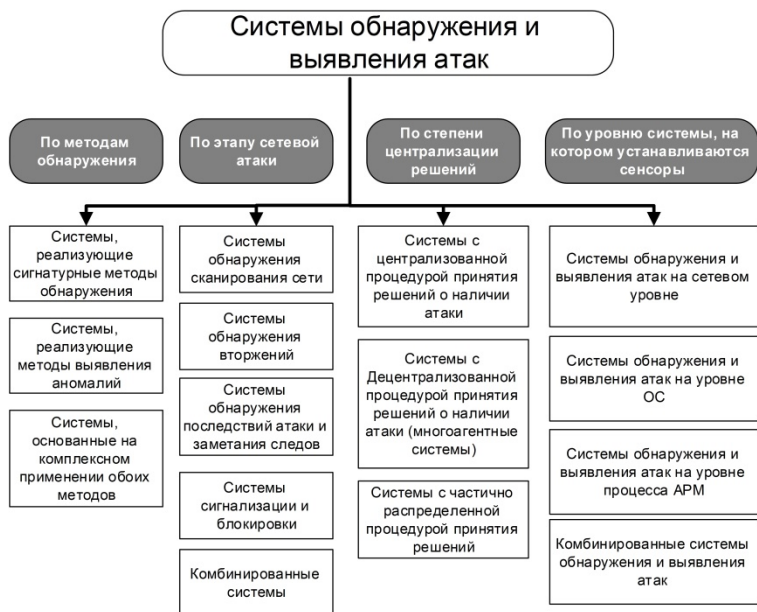 Системы обнаружения и
выявления атак
По методам
обнаружения
По этапу сетевой
атаки
По степени
централизации
решений
По уровню системы, на
котором устанавливаются
сенсоры
Системы,
реализующие
сигнатурные методы
обнаружения
Системы,
реализующие
методы выявления
аномалий
Системы,
основанные на
комплексном
применении обоих
методов
Системы
обнаружения
сканирования сети
Системы
обнаружения
вторжений
Системы
обнаружения
последствий атаки и
заметания следов
Системы
сигнализации и
блокировки
Комбинированные
системы
Системы с
централизованной
процедурой принятия
решений о наличии
атаки
Системы с
Децентрализованной
процедурой принятия
решений о наличии
атаки (многоагентные
системы)
Системы с частично
распределенной
процедурой принятия
решений
Системы обнаружения и
выявления атак на сетевом
уровне
Системы обнаружения и
выявления атак на уровне
ОС
Системы обнаружения и
выявления атак на уровне
процесса АРМ
Комбинированные системы
обнаружения и выявления
атак